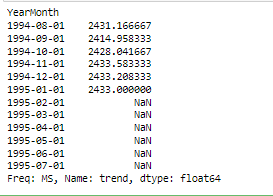 YearMonth
1994-08-01    2431.166667
1994-09-01    2414.958333
1994-10-01    2428.041667
1994-11-01    2433.583333
1994-12-01    2433.208333
1995-01-01    2433.000000
1995-02-01            NaN
1995-03-01            NaN
1995-04-01            NaN
1995-05-01            NaN
1995-06-01            NaN
1995-07-01            NaN
Freq: MS, Name: trend, dtype: float64